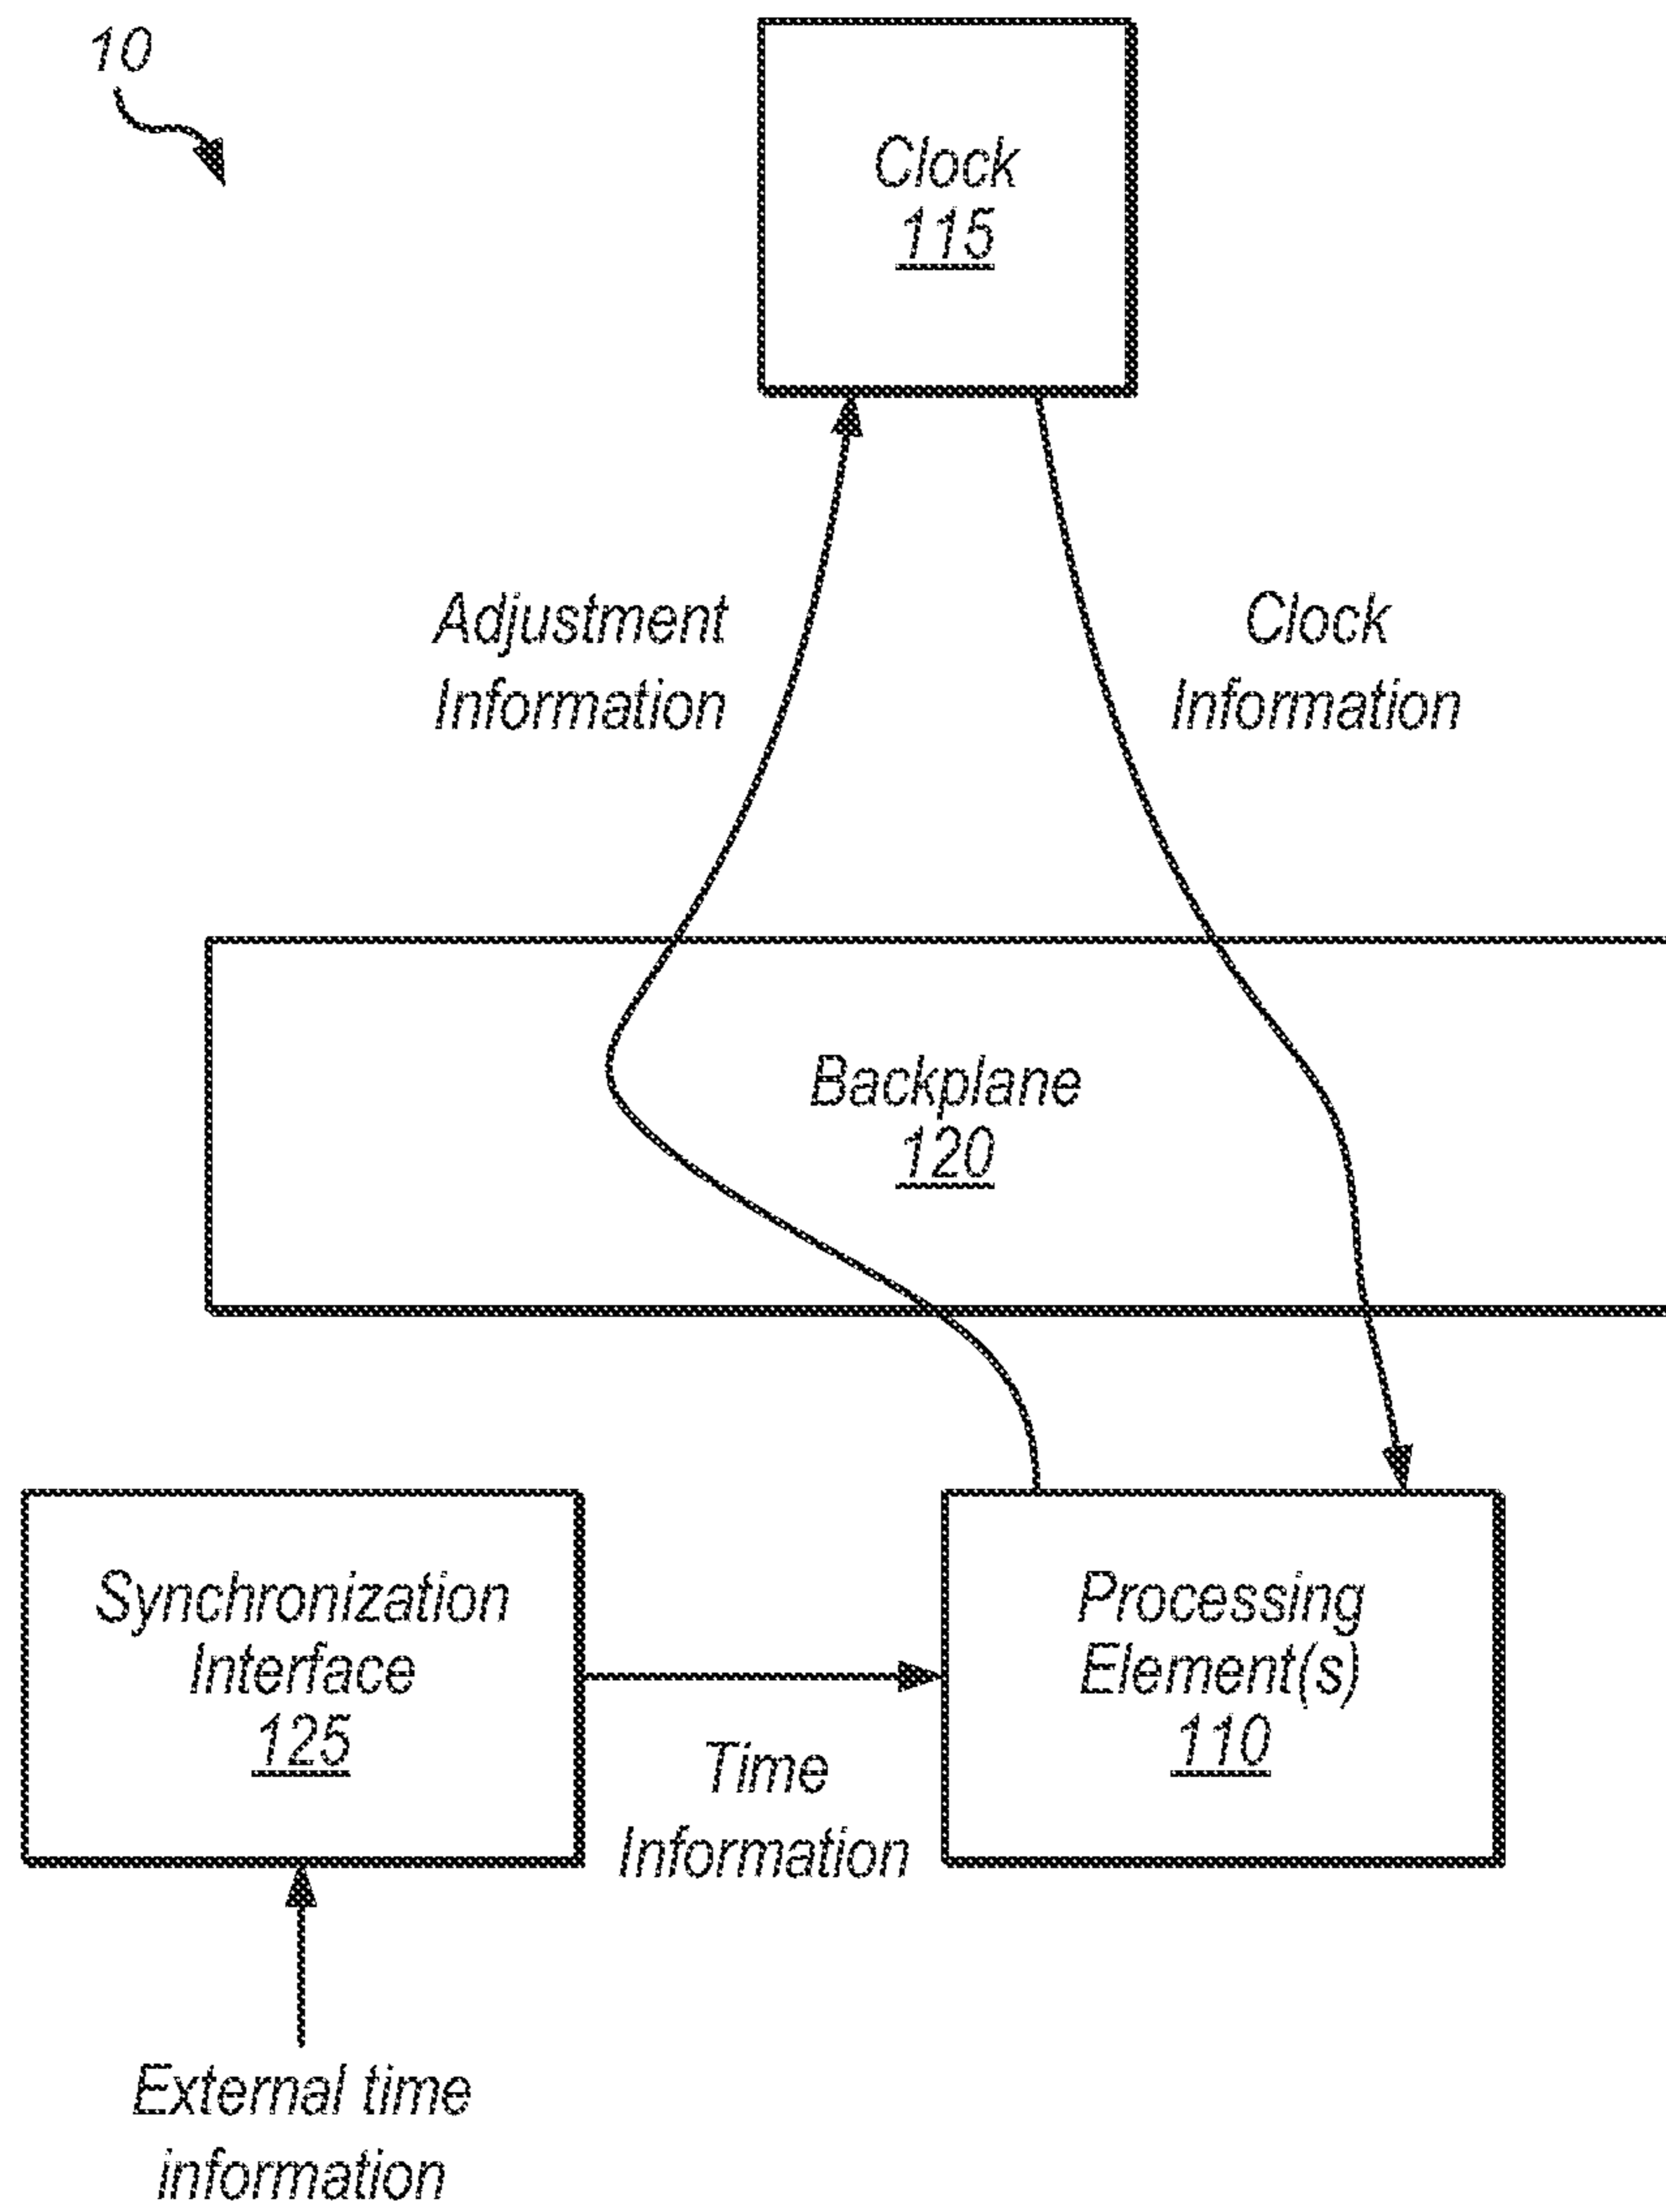 10
Clock
115
Adjustment
Information
Clock
Information
Backplane
120
Synchronization
Interface
125
Processing
Element(s)
110
Time
Information
External time
information